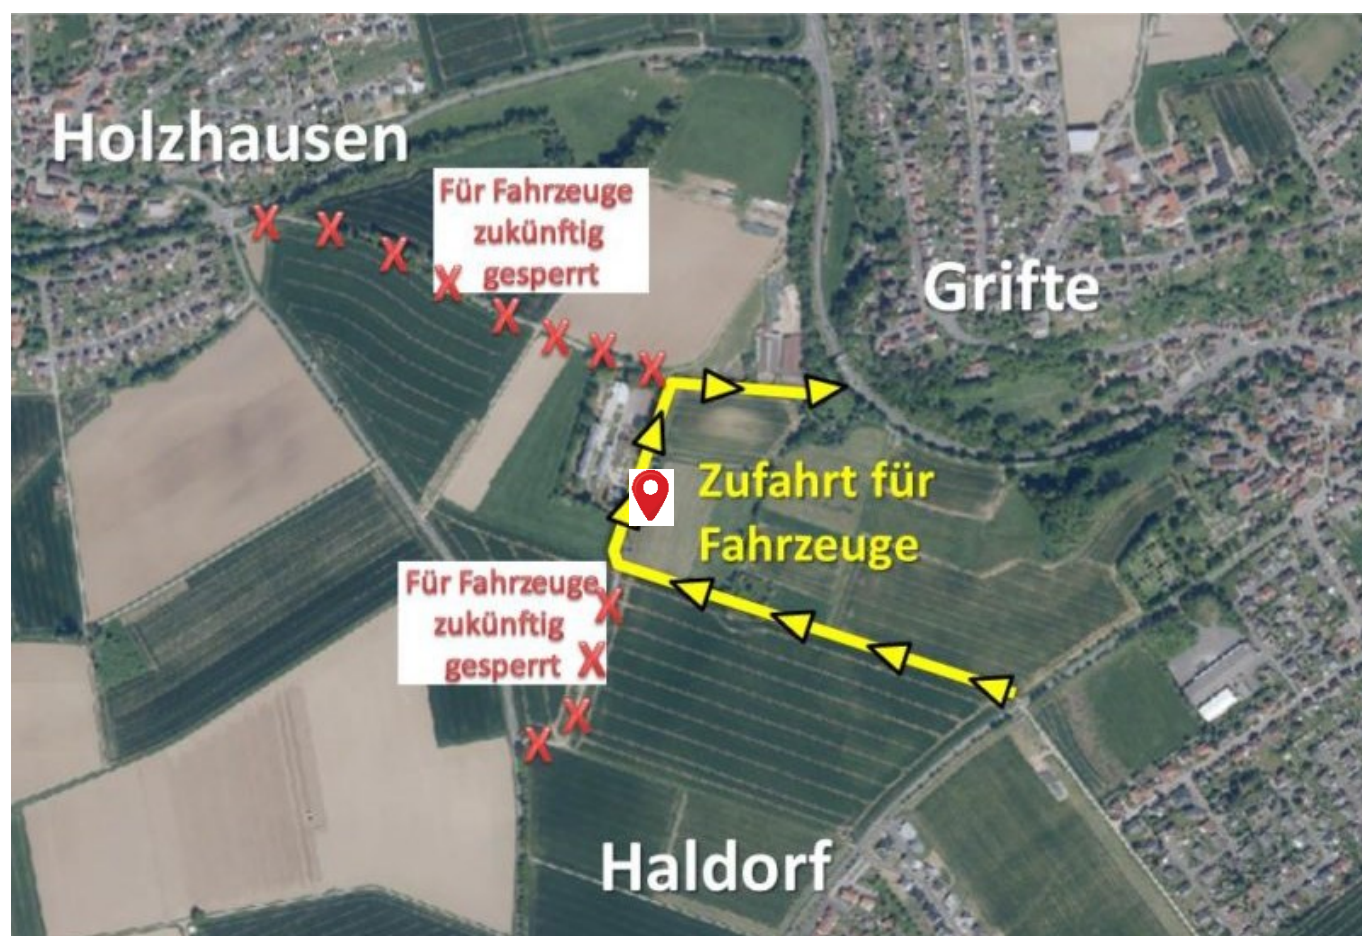 Holzhausen
Für Fahrzeuge
zukünftig
gesperrt
Grifte
Zufahrt für
Fahrzeuge
Für Fahrzeuge
zukünftig
gesperrt
Haldorf